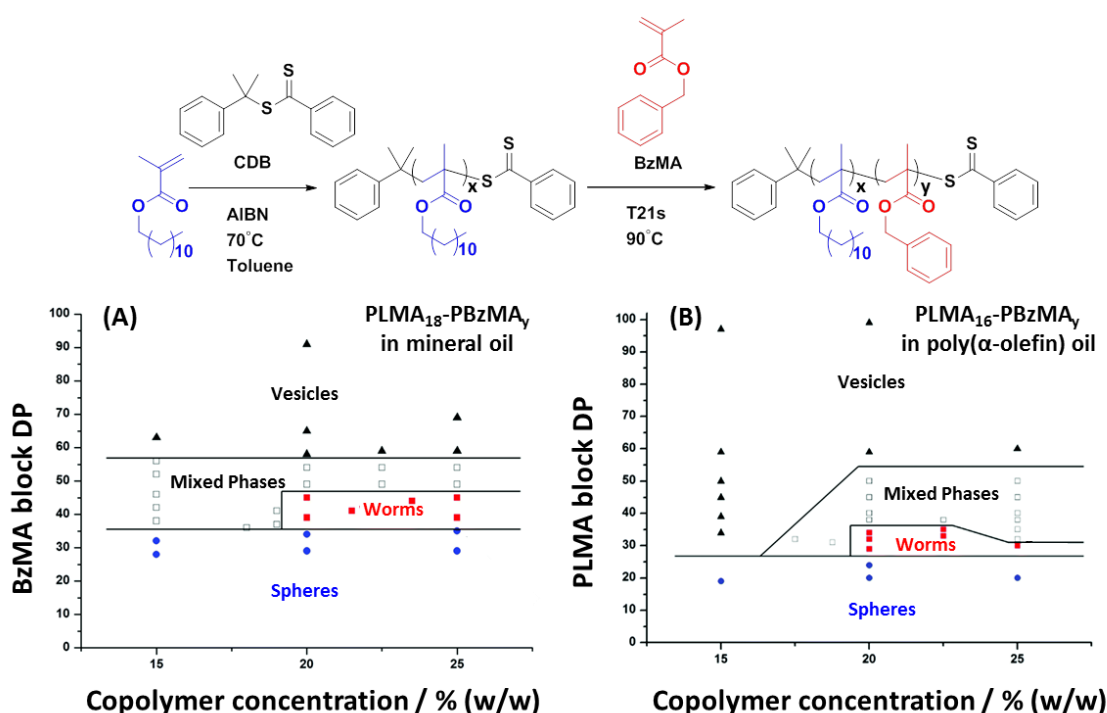 S
S
CDB
O
O
10
AIBN
70°C
Toluene
x
S
S
O
O
10
O
O
BzMA
T21s
90°C
x
y
S
S
O
O
O
O
10
(A)
PLMA18-PBzMAy
in mineral oil
Vesicles
Mixed Phases
Worms
Spheres
BzMA block DP
100
90
80
70
60
50
40
30
20
10
0
15
20
25
Copolymer concentration / % (w/w)
(B)
PLMA16-PBzMAy
in poly(α-olefin) oil
Vesicles
Mixed Phases
Worms
Spheres
PLMA block DP
100
90
80
70
60
50
40
30
20
10
0
15
20
25
Copolymer concentration / % (w/w)